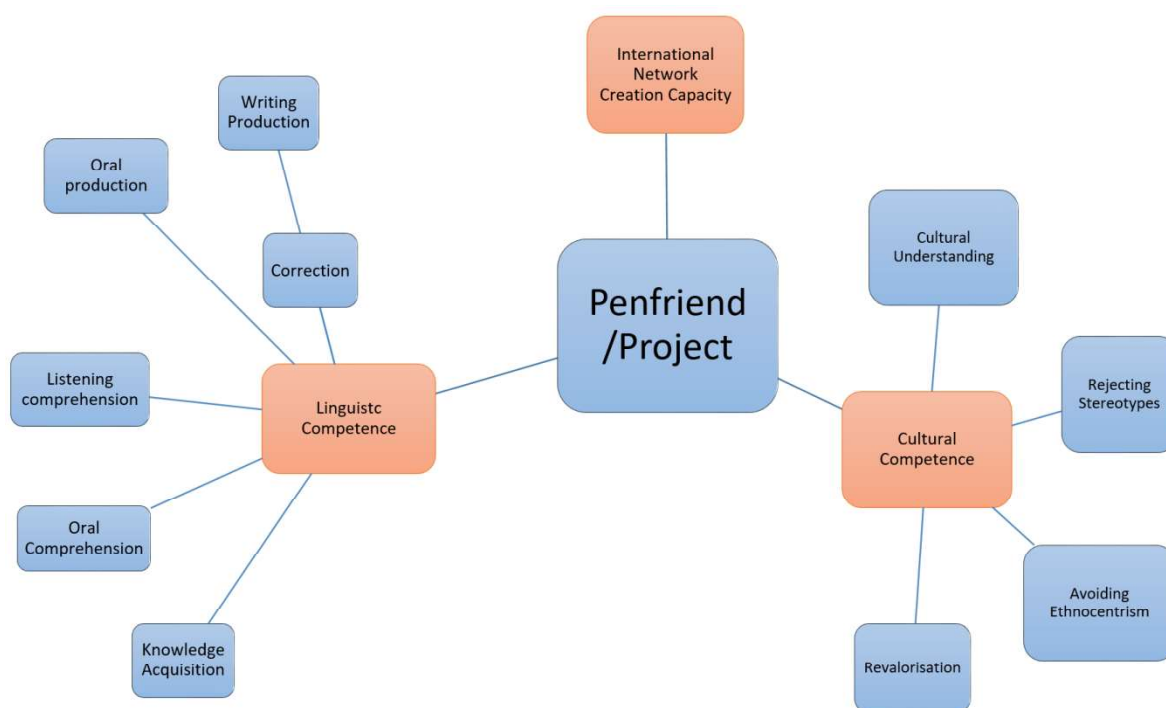 International
Network
Creation Capacity
Writing
Production
Oral
production
Correction
Cultural
Understanding
Penfriend
/Project
Listening
comprehension
Linguistc
Competence
Rejecting
Stereotypes
Cultural
Competence
Oral
Comprehension
Avoiding
Ethnocentrism
Knowledge
Acquisition
Revalorisation